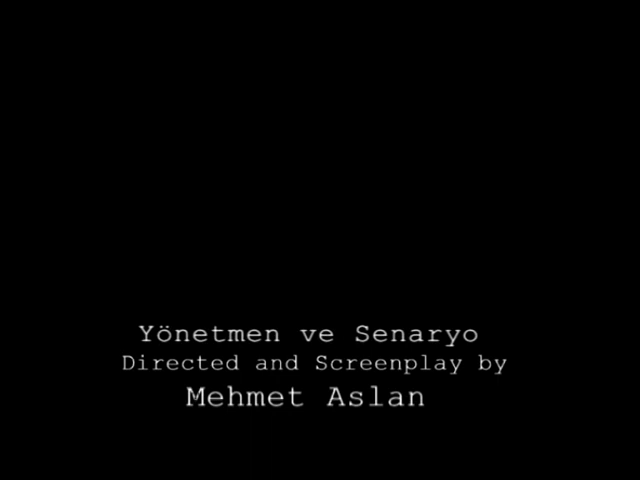 Yönetmen ve Senaryo
Directed and Screenplay by
Mehmet Aslan